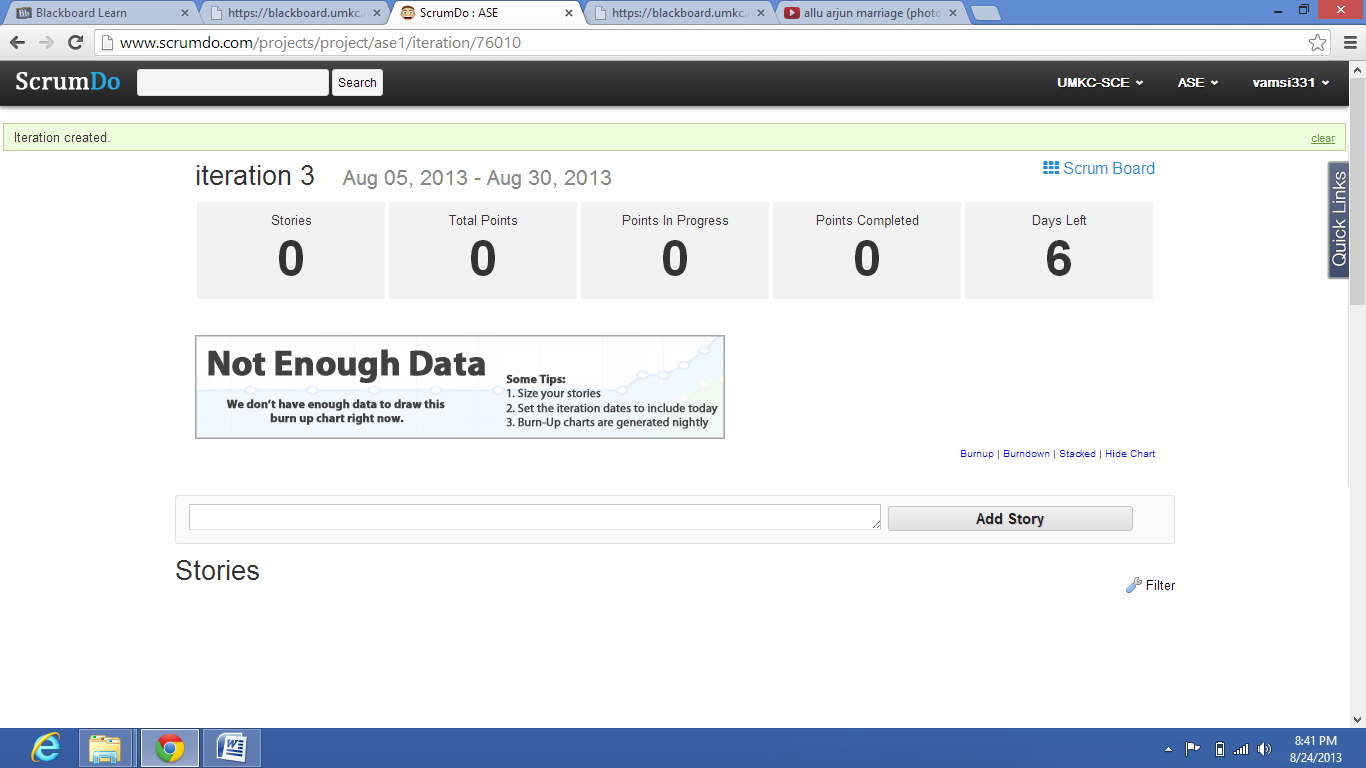 Blackboard Learn
https://blackboard.umkc.
ScrumDo : ASE
https://blackboard.umkc.
allu arjun marriage (photo
www.scrumdo.com/projects/project/ase1/iteration/76010
ScrumDo
Search
UMKC-SCE
ASE
vamsi331
Iteration created.
clear
iteration 3
Aug 05, 2013 - Aug 30, 2013
Scrum Board
Quick Links
Stories
Total Points
Points In Progress
Points Completed
Days Left
0
0
0
0
6
Not Enough Data
We don't have enough data to draw this
burn up chart right now.
Some Tips:
1. Size your stories
2. Set the iteration dates to include today
3. Burn-Up charts are generated nightly
Burnup | Burndown | Stacked | Hide Chart
Add Story
Stories
Filter
8:41 PM
8/24/2013